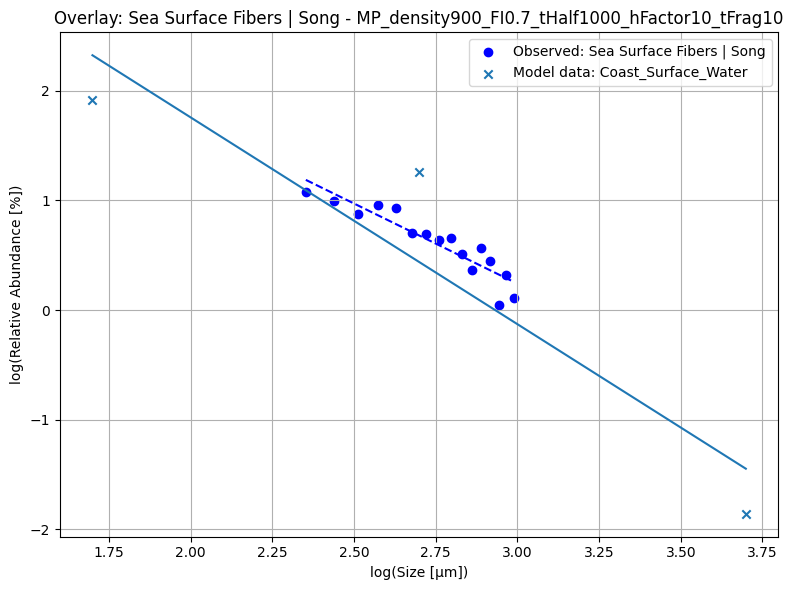 Overlay: Sea Surface Fibers | Song - MP_density900_FI0.7_tHalf1000_hFactor10_tFrag10
Observed: Sea Surface Fibers | Song
Model data: Coast_Surface_Water
log(Relative Abundance [%])
2
1
0
−1
−2
1.75 2.00 2.25 2.50 2.75 3.00 3.25 3.50 3.75
log(Size [µm])